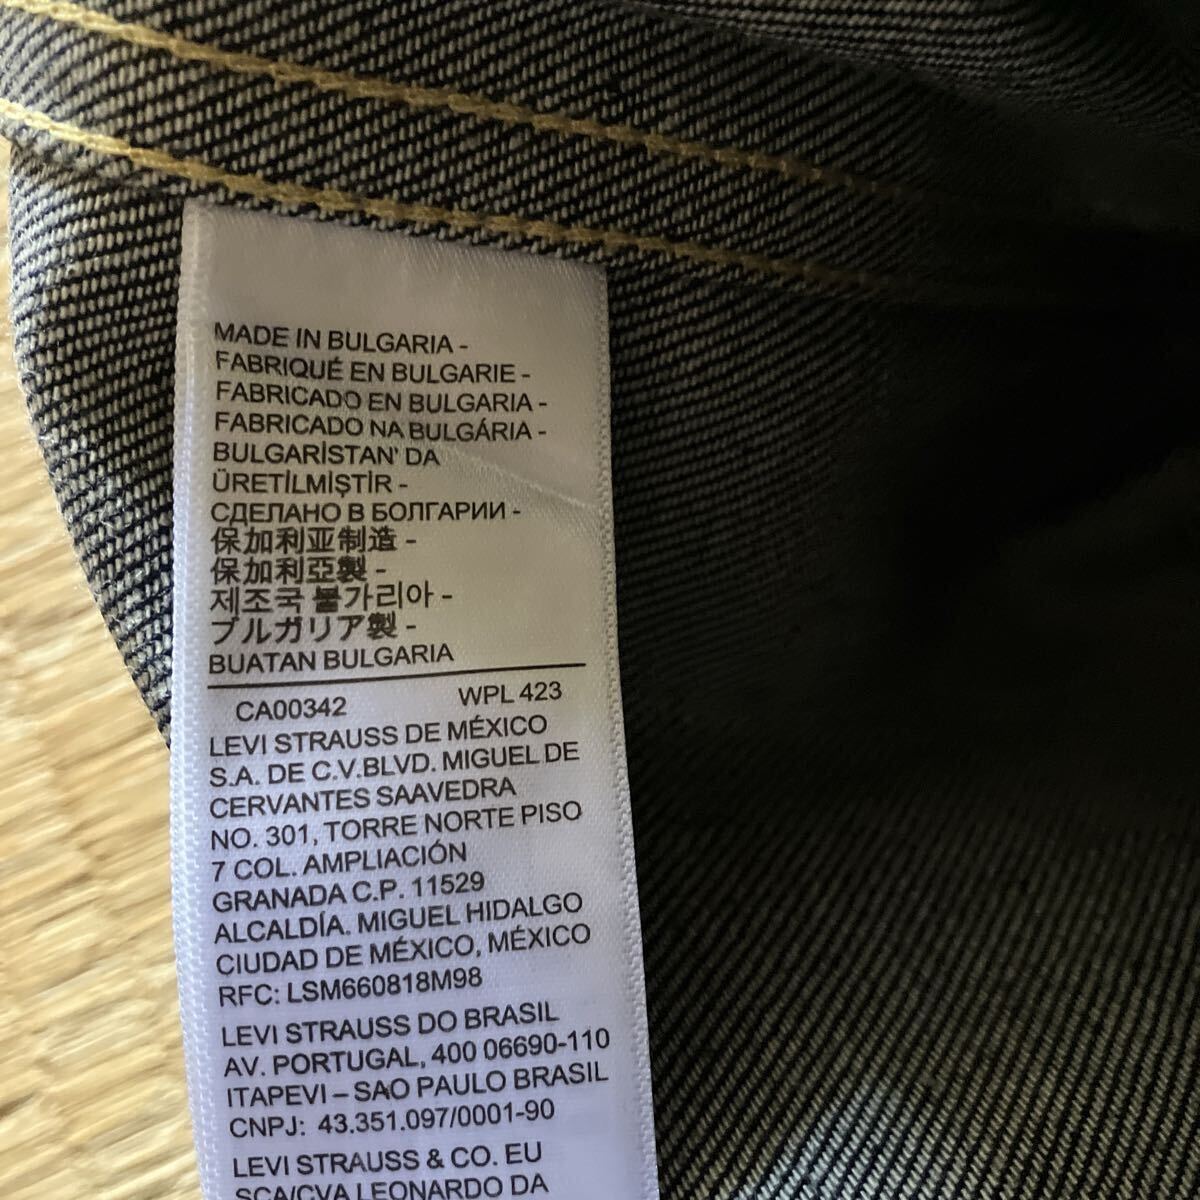 MADE IN BULGARIA -
FABRIQUÉ EN BULGARIE -
FABRICADO EN BULGARIA -
FABRICADO NA BULGÁRIA -
BULGARİSTAN' DA
ÜRETİLMİŞTİR -
СДЕЛАНО В БОЛГАРИИ -
保加利亚制造 -
保加利亞製 -
제조국 불가리아 -
ブルガリア製 -
BUATAN BULGARIA
CA00342 WPL 423
LEVI STRAUSS DE MÉXICO
S.A. DE C.V.BLVD. MIGUEL DE
CERVANTES SAAVEDRA
NO. 301, TORRE NORTE PISO
7 COL. AMPLIACIÓN
GRANADA C.P. 11529
ALCALDÍA. MIGUEL HIDALGO
CIUDAD DE MÉXICO, MÉXICO
RFC: LSM660818M98
LEVI STRAUSS DO BRASIL
AV. PORTUGAL, 400 06690-110
ITAPEVI – SAO PAULO BRASIL
CNPJ: 43.351.097/0001-90
LEVI STRAUSS & CO. EU
SCA/CVA LEONARDO DA